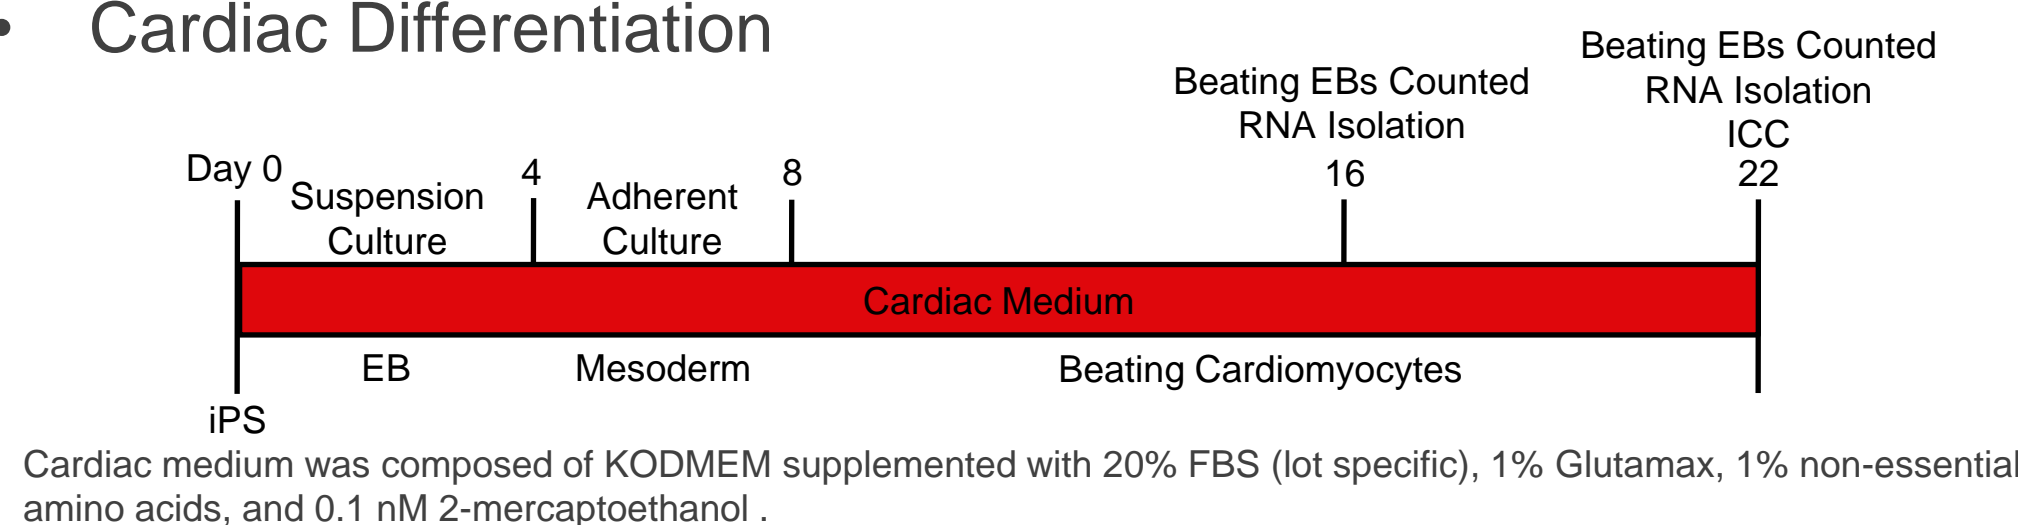 • Cardiac Differentiation
Beating EBs Counted
RNA Isolation
Beating EBs Counted
RNA Isolation
ICC
Day 0
Suspension
Culture
4
Adherent
Culture
8
16
22
Cardiac Medium
EB
Mesoderm
Beating Cardiomyocytes
iPS
Cardiac medium was composed of KODMEM supplemented with 20% FBS (lot specific), 1% Glutamax, 1% non-essential
amino acids, and 0.1 nM 2-mercaptoethanol .